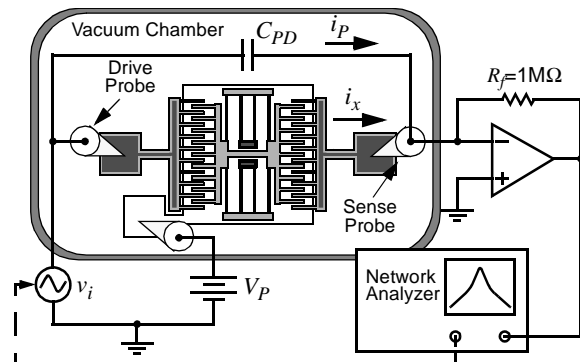 Vacuum Chamber
C_PD
i_P
Drive
Probe
R_f=1MΩ
i_x
−
+
Sense
Probe
v_i
V_P
Network
Analyzer